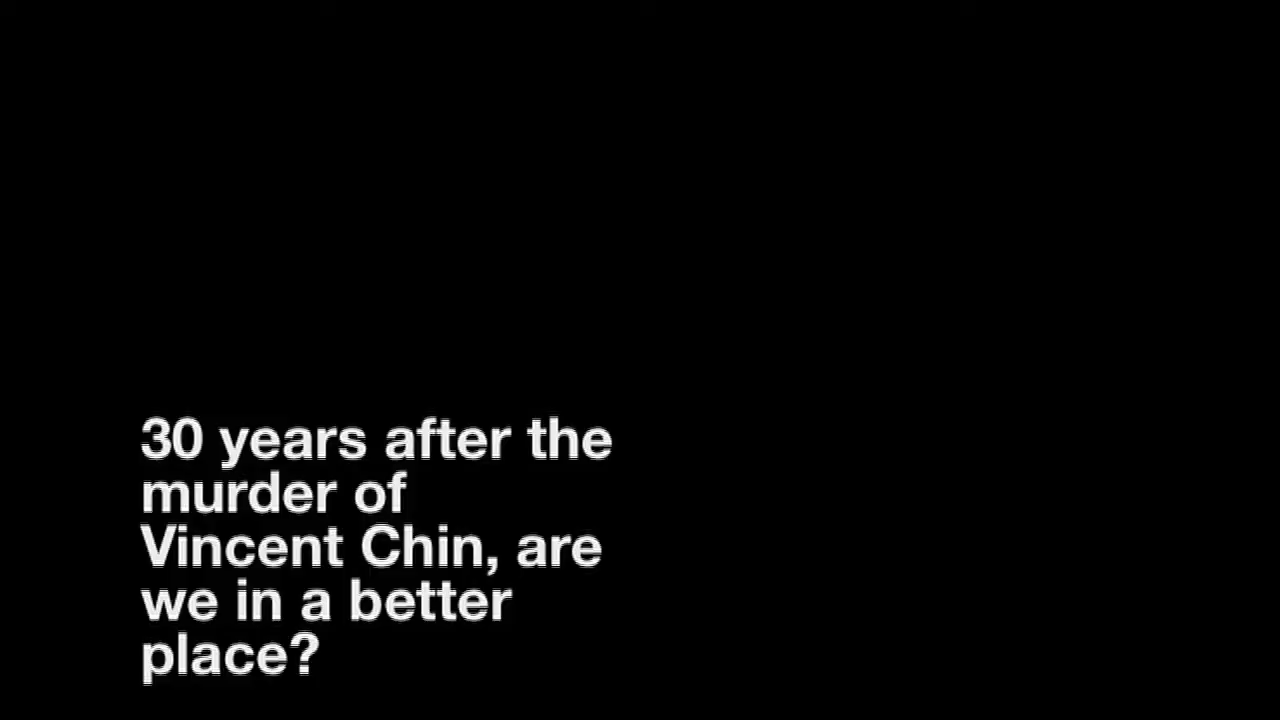 30 years after the
murder of
Vincent Chin, are
we in a better
place?